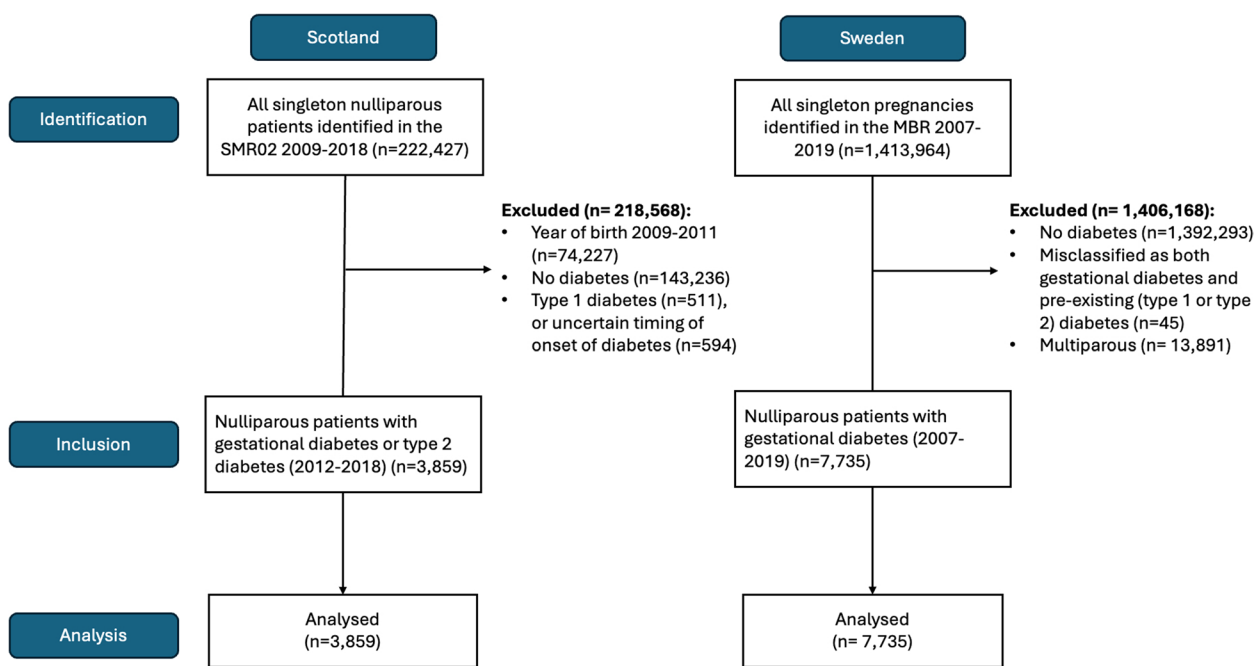 Scotland
Sweden
Identification
All singleton nulliparous
patients identified in the
SMR02 2009-2018 (n=222,427)
All singleton pregnancies
identified in the MBR 2007-
2019 (n=1,413,964)
Excluded (n= 218,568):
• Year of birth 2009-2011
(n=74,227)
• No diabetes (n=143,236)
• Type 1 diabetes (n=511),
or uncertain timing of
onset of diabetes (n=594)
Excluded (n= 1,406,168):
• No diabetes (n=1,392,293)
• Misclassified as both
gestational diabetes and
pre-existing (type 1 or type
2) diabetes (n=45)
• Multiparous (n= 13,891)
Inclusion
Nulliparous patients with
gestational diabetes or type 2
diabetes (2012-2018) (n=3,859)
Nulliparous patients with
gestational diabetes (2007-
2019) (n=7,735)
Analysis
Analysed
(n=3,859)
Analysed
(n= 7,735)